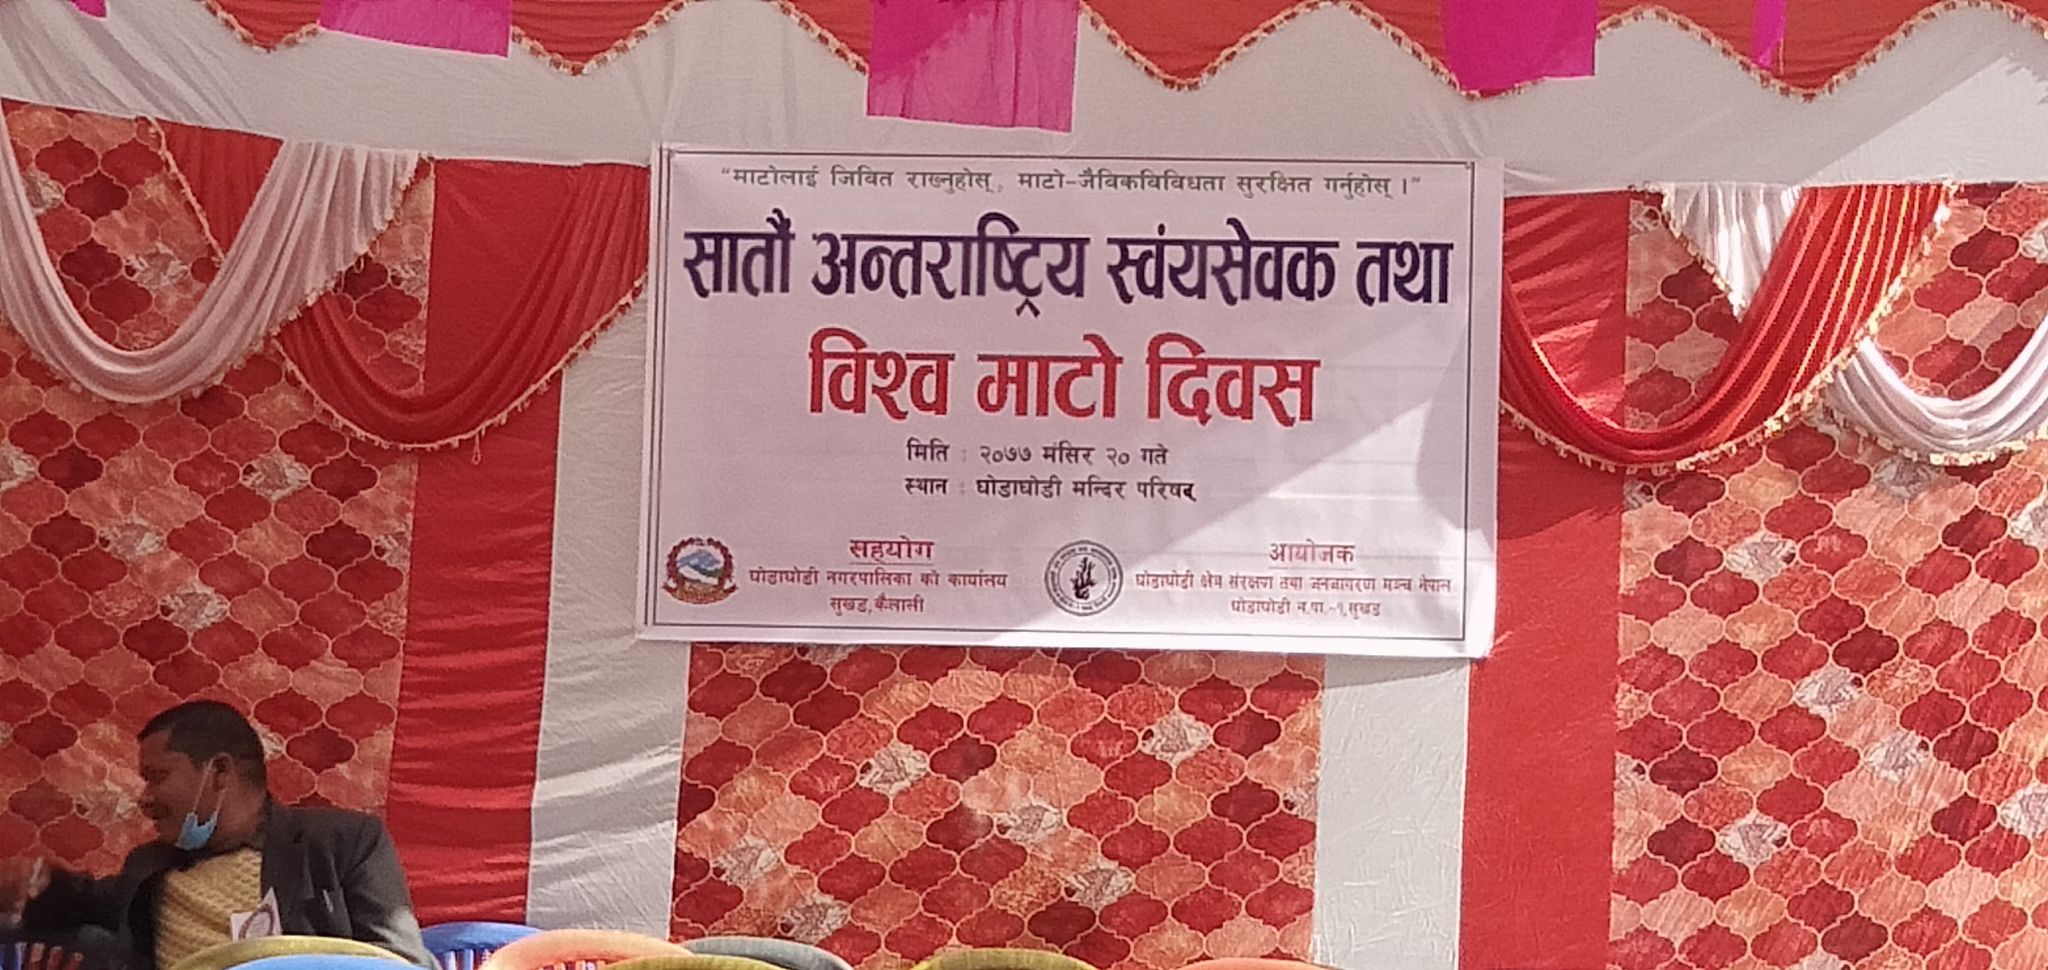 “माटोलाई जिवित राख्नुहोस्, माटो-जैविकविविधता सुरक्षित गर्नुहोस् ।”
सातौं अन्तराष्ट्रिय स्वंयसेवक तथा
विश्व माटो दिवस
मिति : २०७७ मंसिर २० गते
स्थान : घोडाघोडी मन्दिर परिषद्
सहयोग
घोडाघोडी नगरपालिका को कार्यालय
सुखड, कैलाली
आयोजक
घोडाघोडी क्षेत्र संरक्षण तथा जनजागरण मञ्च नेपाल
घोडाघोडी न.पा.-१, सुखड